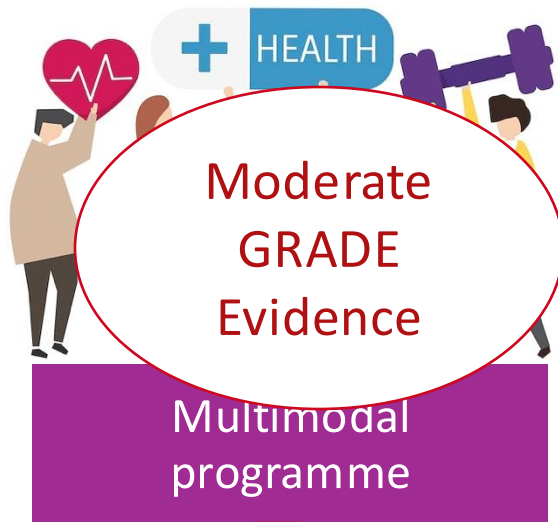 HEALTH
Moderate
GRADE
Evidence
Multimodal
programme